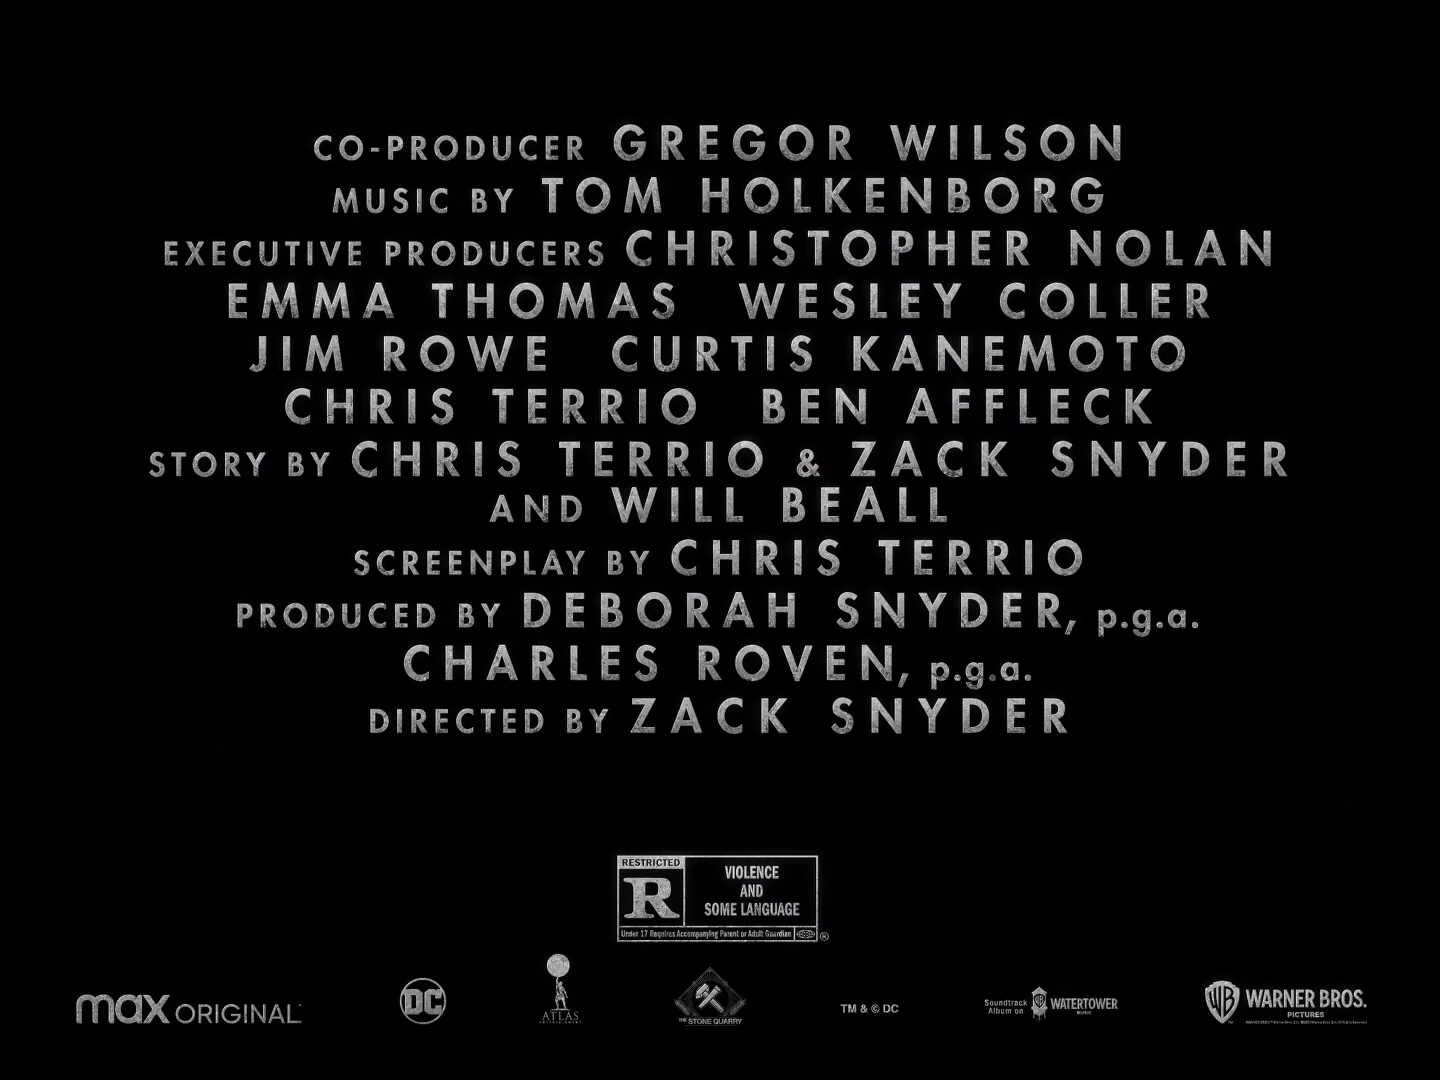 CO-PRODUCER GREGOR WILSON
MUSIC BY TOM HOLKENBORG
EXECUTIVE PRODUCERS CHRISTOPHER NOLAN
EMMA THOMAS WESLEY COLLER
JIM ROWE CURTIS KANEMOTO
CHRIS TERRIO BEN AFFLECK
STORY BY CHRIS TERRIO & ZACK SNYDER
AND WILL BEALL
SCREENPLAY BY CHRIS TERRIO
PRODUCED BY DEBORAH SNYDER, p.g.a.
CHARLES ROVEN, p.g.a.
DIRECTED BY ZACK SNYDER
RESTRICTED
R
VIOLENCE
AND
SOME LANGUAGE
Under 17 Requires Accompanying Parent or Adult Guardian
®
max ORIGINAL
DC
ATLAS
ENTERTAINMENT
THE STONE QUARRY
TM & © DC
Soundtrack
Album on
WATERTOWER
MUSIC
WB WARNER BROS.
PICTURES